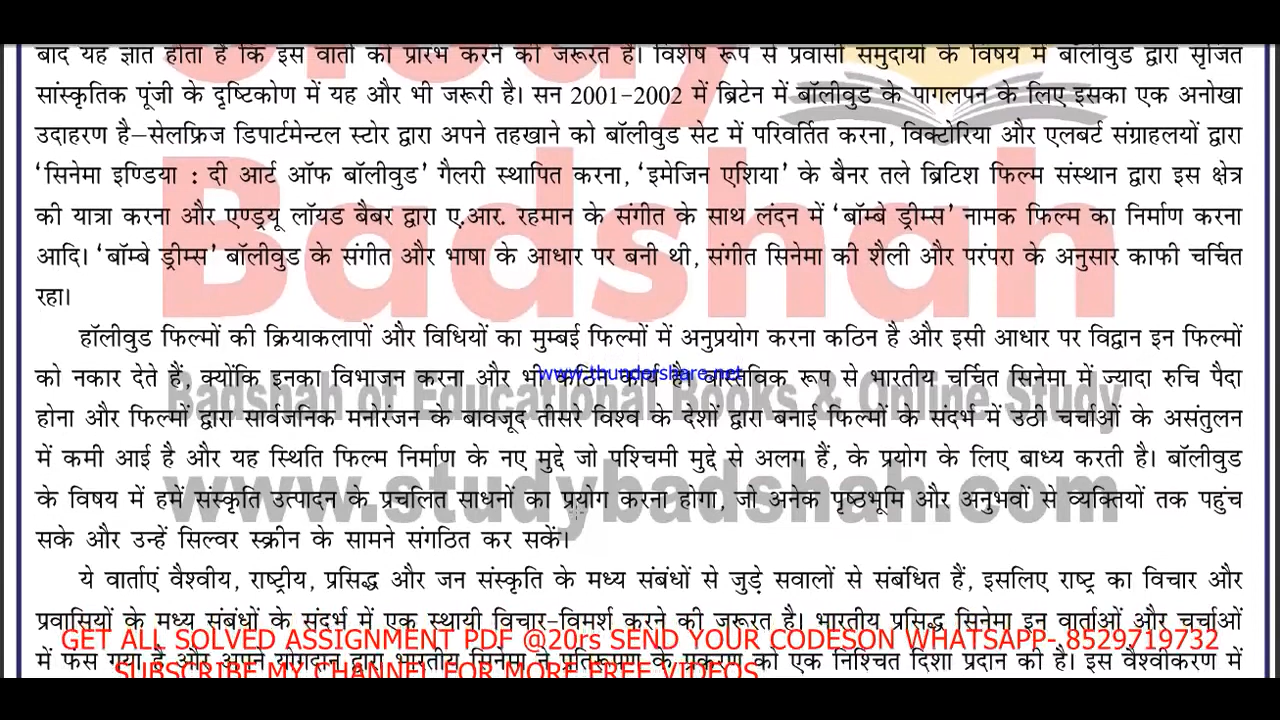 बाद यह ज्ञात होता है कि इस वार्ता को प्रारंभ करने की जरूरत है। विशेष रूप से प्रवासी समुदायों के विषय में बॉलीवुड द्वारा सृजित
सांस्कृतिक पूंजी के दृष्टिकोण में यह और भी जरूरी है। सन 2001-2002 में ब्रिटेन में बॉलीवुड के पागलपन के लिए इसका एक अनोखा
उदाहरण है–सेलफ्रिज डिपार्टमेन्टल स्टोर द्वारा अपने तहखाने को बॉलीवुड सेट में परिवर्तित करना, विक्टोरिया और एलबर्ट संग्राहलयों द्वारा
‘सिनेमा इण्डिया : दी आर्ट ऑफ बॉलीवुड’ गैलरी स्थापित करना, ‘इमेजिन एशिया’ के बैनर तले ब्रिटिश फिल्म संस्थान द्वारा इस क्षेत्र
की यात्रा करना और एण्ड्रयू लॉयड बैबर द्वारा ए.आर. रहमान के संगीत के साथ लंदन में ‘बॉम्बे ड्रीम्स’ नामक फिल्म का निर्माण करना
आदि। ‘बॉम्बे ड्रीम्स’ बॉलीवुड के संगीत और भाषा के आधार पर बनी थी, संगीत सिनेमा की शैली और परंपरा के अनुसार काफी चर्चित
रहा।
हॉलीवुड फिल्मों की क्रियाकलापों और विधियों का मुम्बई फिल्मों में अनुप्रयोग करना कठिन है और इसी आधार पर विद्वान इन फिल्मों
को नकार देते हैं, क्योंकि इनका विभाजन करना और भी कठिन कार्य है। वास्तविक रूप से भारतीय चर्चित सिनेमा में ज्यादा रुचि पैदा
www.thundershare.net
होना और फिल्मों द्वारा सार्वजनिक मनोरंजन के बावजूद तीसरे विश्व के देशों द्वारा बनाई फिल्मों के संदर्भ में उठी चर्चाओं के असंतुलन
में कमी आई है और यह स्थिति फिल्म निर्माण के नए मुद्दे जो पश्चिमी मुद्दे से अलग हैं, के प्रयोग के लिए बाध्य करती है। बॉलीवुड
के विषय में हमें संस्कृति उत्पादन के प्रचलित साधनों का प्रयोग करना होगा, जो अनेक पृष्ठभूमि और अनुभवों से व्यक्तियों तक पहुंच
सके और उन्हें सिल्वर स्क्रीन के सामने संगठित कर सकें।
ये वार्ताएं वैश्वीय, राष्ट्रीय, प्रसिद्ध और जन संस्कृति के मध्य संबंधों से जुड़े सवालों से संबंधित हैं, इसलिए राष्ट्र का विचार और
प्रवासियों के मध्य संबंधों के संदर्भ में एक स्थायी विचार-विमर्श करने की जरूरत है। भारतीय प्रसिद्ध सिनेमा इन वार्ताओं और चर्चाओं
में फंस गया है और अपने योगदान द्वारा भारतीय सिनेमा ने के प्रकरण को एक निश्चित दिशा प्रदान की है। इस वैश्वीकरण में
Study
Badshah
Badshah of Educational Books & Online Study
www.studybadshah.com
GET ALL SOLVED ASSIGNMENT PDF @20rs SEND YOUR CODESON WHATSAPP- 8529719732
SUBSCRIBE MY CHANNEL FOR MORE FREE VIDEOS